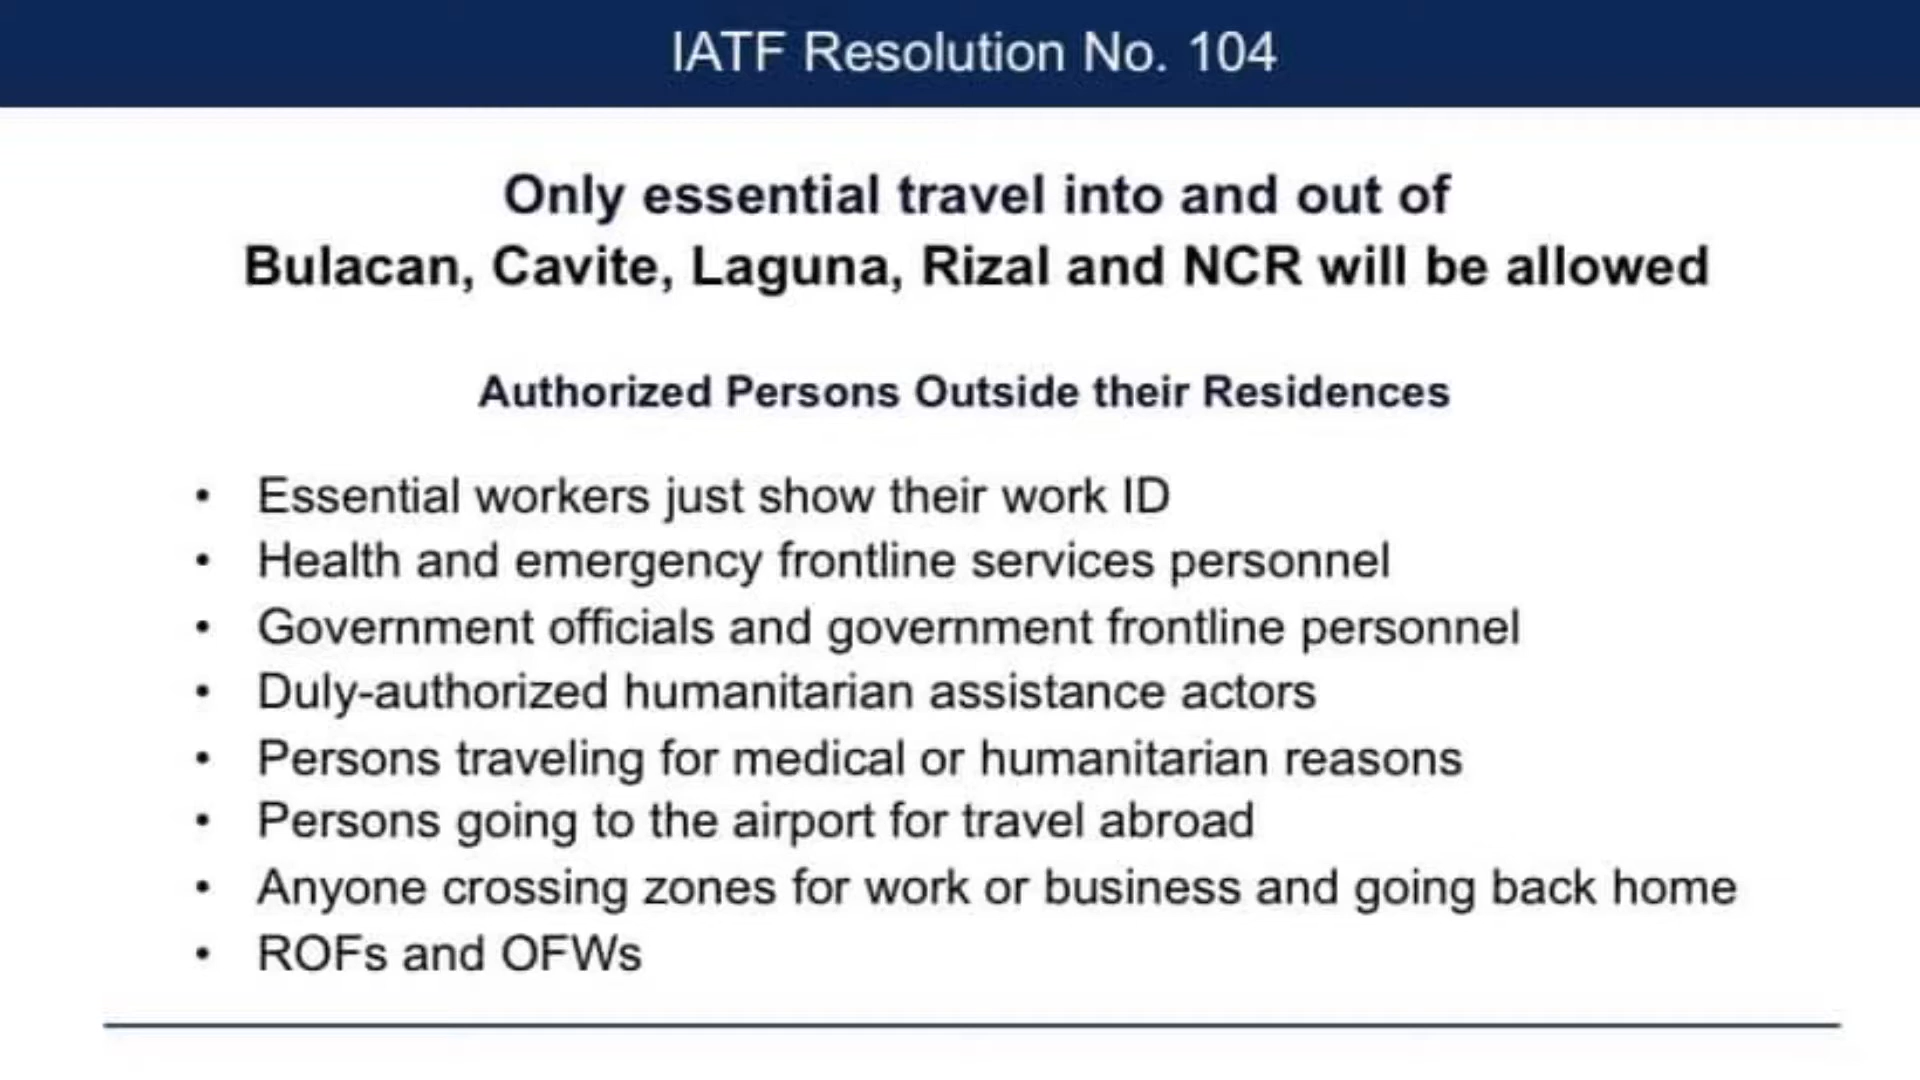 IATF Resolution No. 104
Only essential travel into and out of
Bulacan, Cavite, Laguna, Rizal and NCR will be allowed
Authorized Persons Outside their Residences
• Essential workers just show their work ID
• Health and emergency frontline services personnel
• Government officials and government frontline personnel
• Duly-authorized humanitarian assistance actors
• Persons traveling for medical or humanitarian reasons
• Persons going to the airport for travel abroad
• Anyone crossing zones for work or business and going back home
• ROFs and OFWs